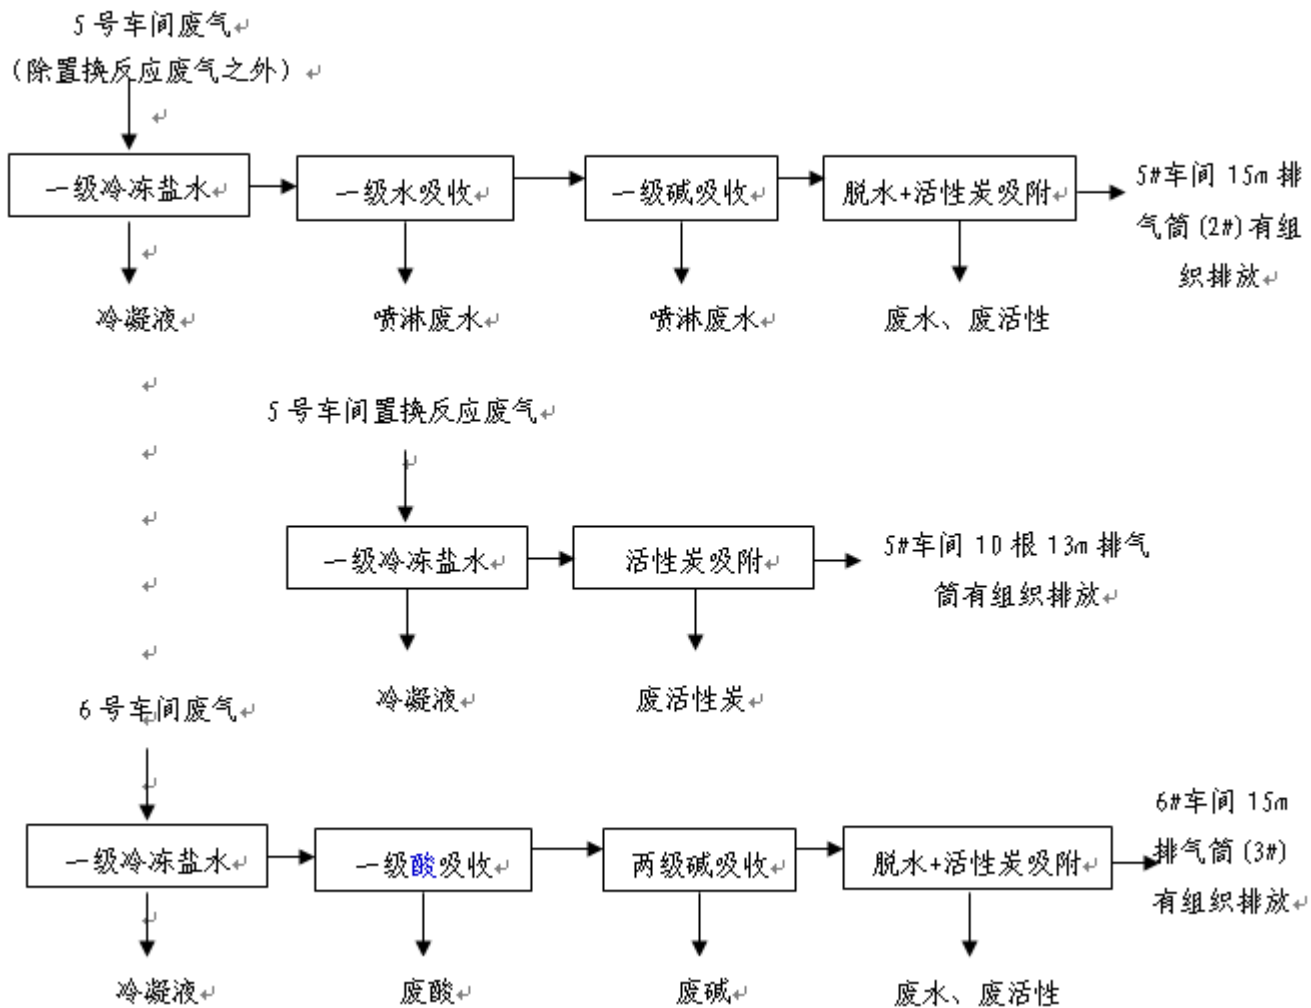 5 号车间废气
（除置换反应废气之外）
一级冷冻盐水
一级水吸收
一级碱吸收
脱水+活性炭吸附
5#车间 15m 排
气筒(2#)有组
织排放
冷凝液
喷淋废水
喷淋废水
废水、废活性
5 号车间置换反应废气
一级冷冻盐水
活性炭吸附
5#车间 10 根 13m 排气
筒有组织排放
冷凝液
废活性炭
6 号车间废气
一级冷冻盐水
一级酸吸收
两级碱吸收
脱水+活性炭吸附
6#车间 15m
排气筒(3#)
有组织排放
冷凝液
废酸
废碱
废水、废活性